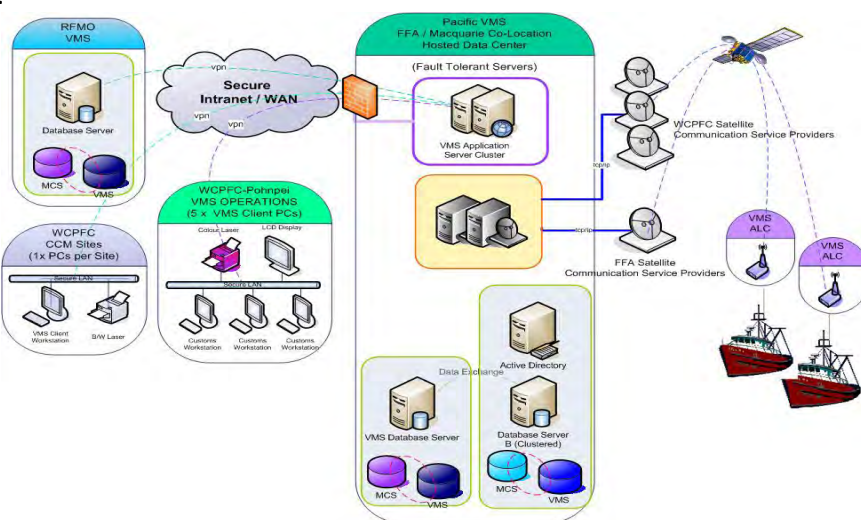 RFMO
VMS
Database Server
MCS
VMS
WCPFC
CCM Sites
(1x PCs per Site)
Secure LAN
VMS Client
Workstation
B/W Laser
vpn
Secure
Intranet / WAN
vpn
vpn
WCPFC-Pohnpei
VMS OPERATIONS
(5 x VMS Client PCs)
Colour Laser
LCD Display
Secure LAN
Customs
Workstation
Customs
Workstation
Customs
Workstation
Pacific VMS
FFA / Macquarie Co-Location
Hosted Data Center
(Fault Tolerant Servers)
VMS Application
Server Cluster
tcp/ip
tcp/ip
Active Directory
Data Exchange
VMS Database Server
MCS
VMS
Database Server
B (Clustered)
MCS
VMS
WCPFC Satellite
Communication Service Providers
FFA Satellite
Communication Service Providers
VMS
ALC
VMS
ALC